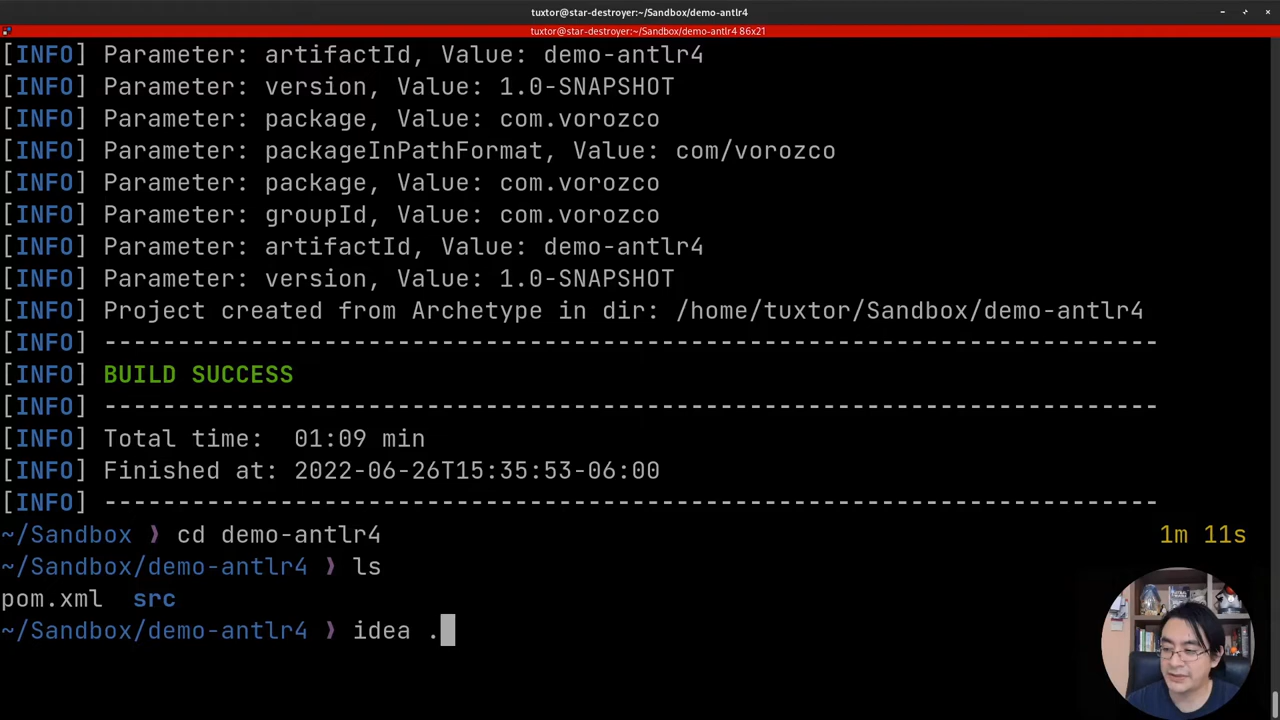 tuxtor@star-destroyer:~/Sandbox/demo-antlr4
tuxtor@star-destroyer:~/Sandbox/demo-antlr4 86x21
[INFO] Parameter: artifactId, Value: demo-antlr4
[INFO] Parameter: version, Value: 1.0-SNAPSHOT
[INFO] Parameter: package, Value: com.vorozco
[INFO] Parameter: packageInPathFormat, Value: com/vorozco
[INFO] Parameter: package, Value: com.vorozco
[INFO] Parameter: groupId, Value: com.vorozco
[INFO] Parameter: artifactId, Value: demo-antlr4
[INFO] Parameter: version, Value: 1.0-SNAPSHOT
[INFO] Project created from Archetype in dir: /home/tuxtor/Sandbox/demo-antlr4
[INFO] ------------------------------------------------------------------------
[INFO] BUILD SUCCESS
[INFO] ------------------------------------------------------------------------
[INFO] Total time:  01:09 min
[INFO] Finished at: 2022-06-26T15:35:53-06:00
[INFO] ------------------------------------------------------------------------
~/Sandbox ❫ cd demo-antlr4 1m 11s
~/Sandbox/demo-antlr4 ❫ ls
pom.xml  src
~/Sandbox/demo-antlr4 ❫ idea .